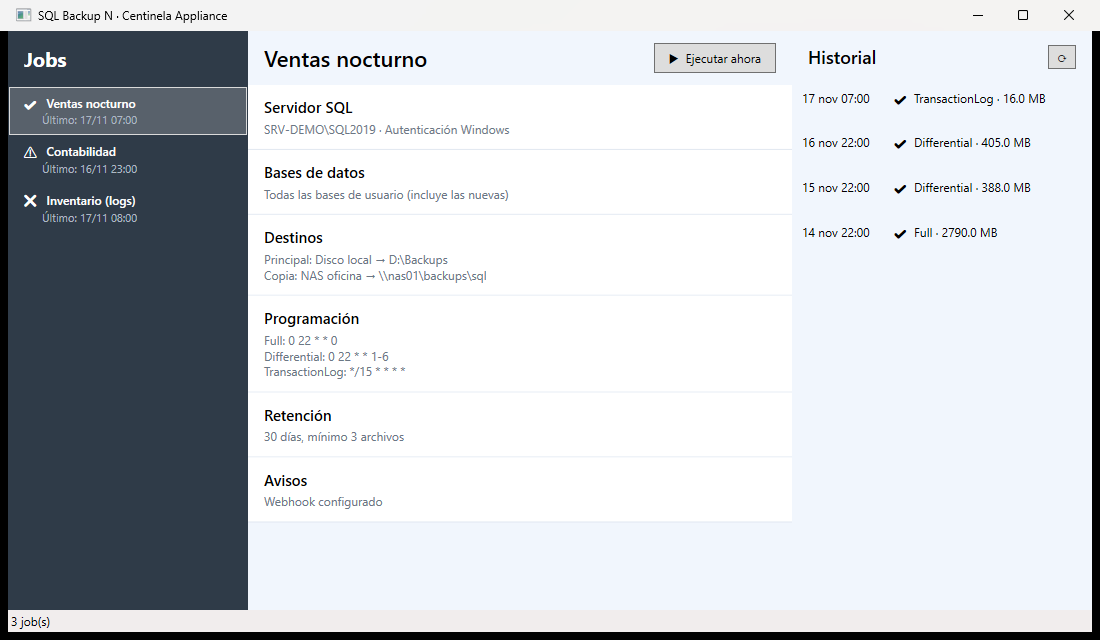 SQL Backup N · Centinela Appliance
Jobs
Ventas nocturno
Último: 17/11 07:00
Contabilidad
Último: 16/11 23:00
Inventario (logs)
Último: 17/11 08:00
Ventas nocturno
Ejecutar ahora
Servidor SQL
SRV-DEMO\SQL2019 · Autenticación Windows
Bases de datos
Todas las bases de usuario (incluye las nuevas)
Destinos
Principal: Disco local → D:\Backups
Copia: NAS oficina → \\nas01\backups\sql
Programación
Full: 0 22 * * 0
Differential: 0 22 * * 1-6
TransactionLog: */15 * * * *
Retención
30 días, mínimo 3 archivos
Avisos
Webhook configurado
Historial
17 nov 07:00 TransactionLog · 16.0 MB
16 nov 22:00 Differential · 405.0 MB
15 nov 22:00 Differential · 388.0 MB
14 nov 22:00 Full · 2790.0 MB
3 job(s)